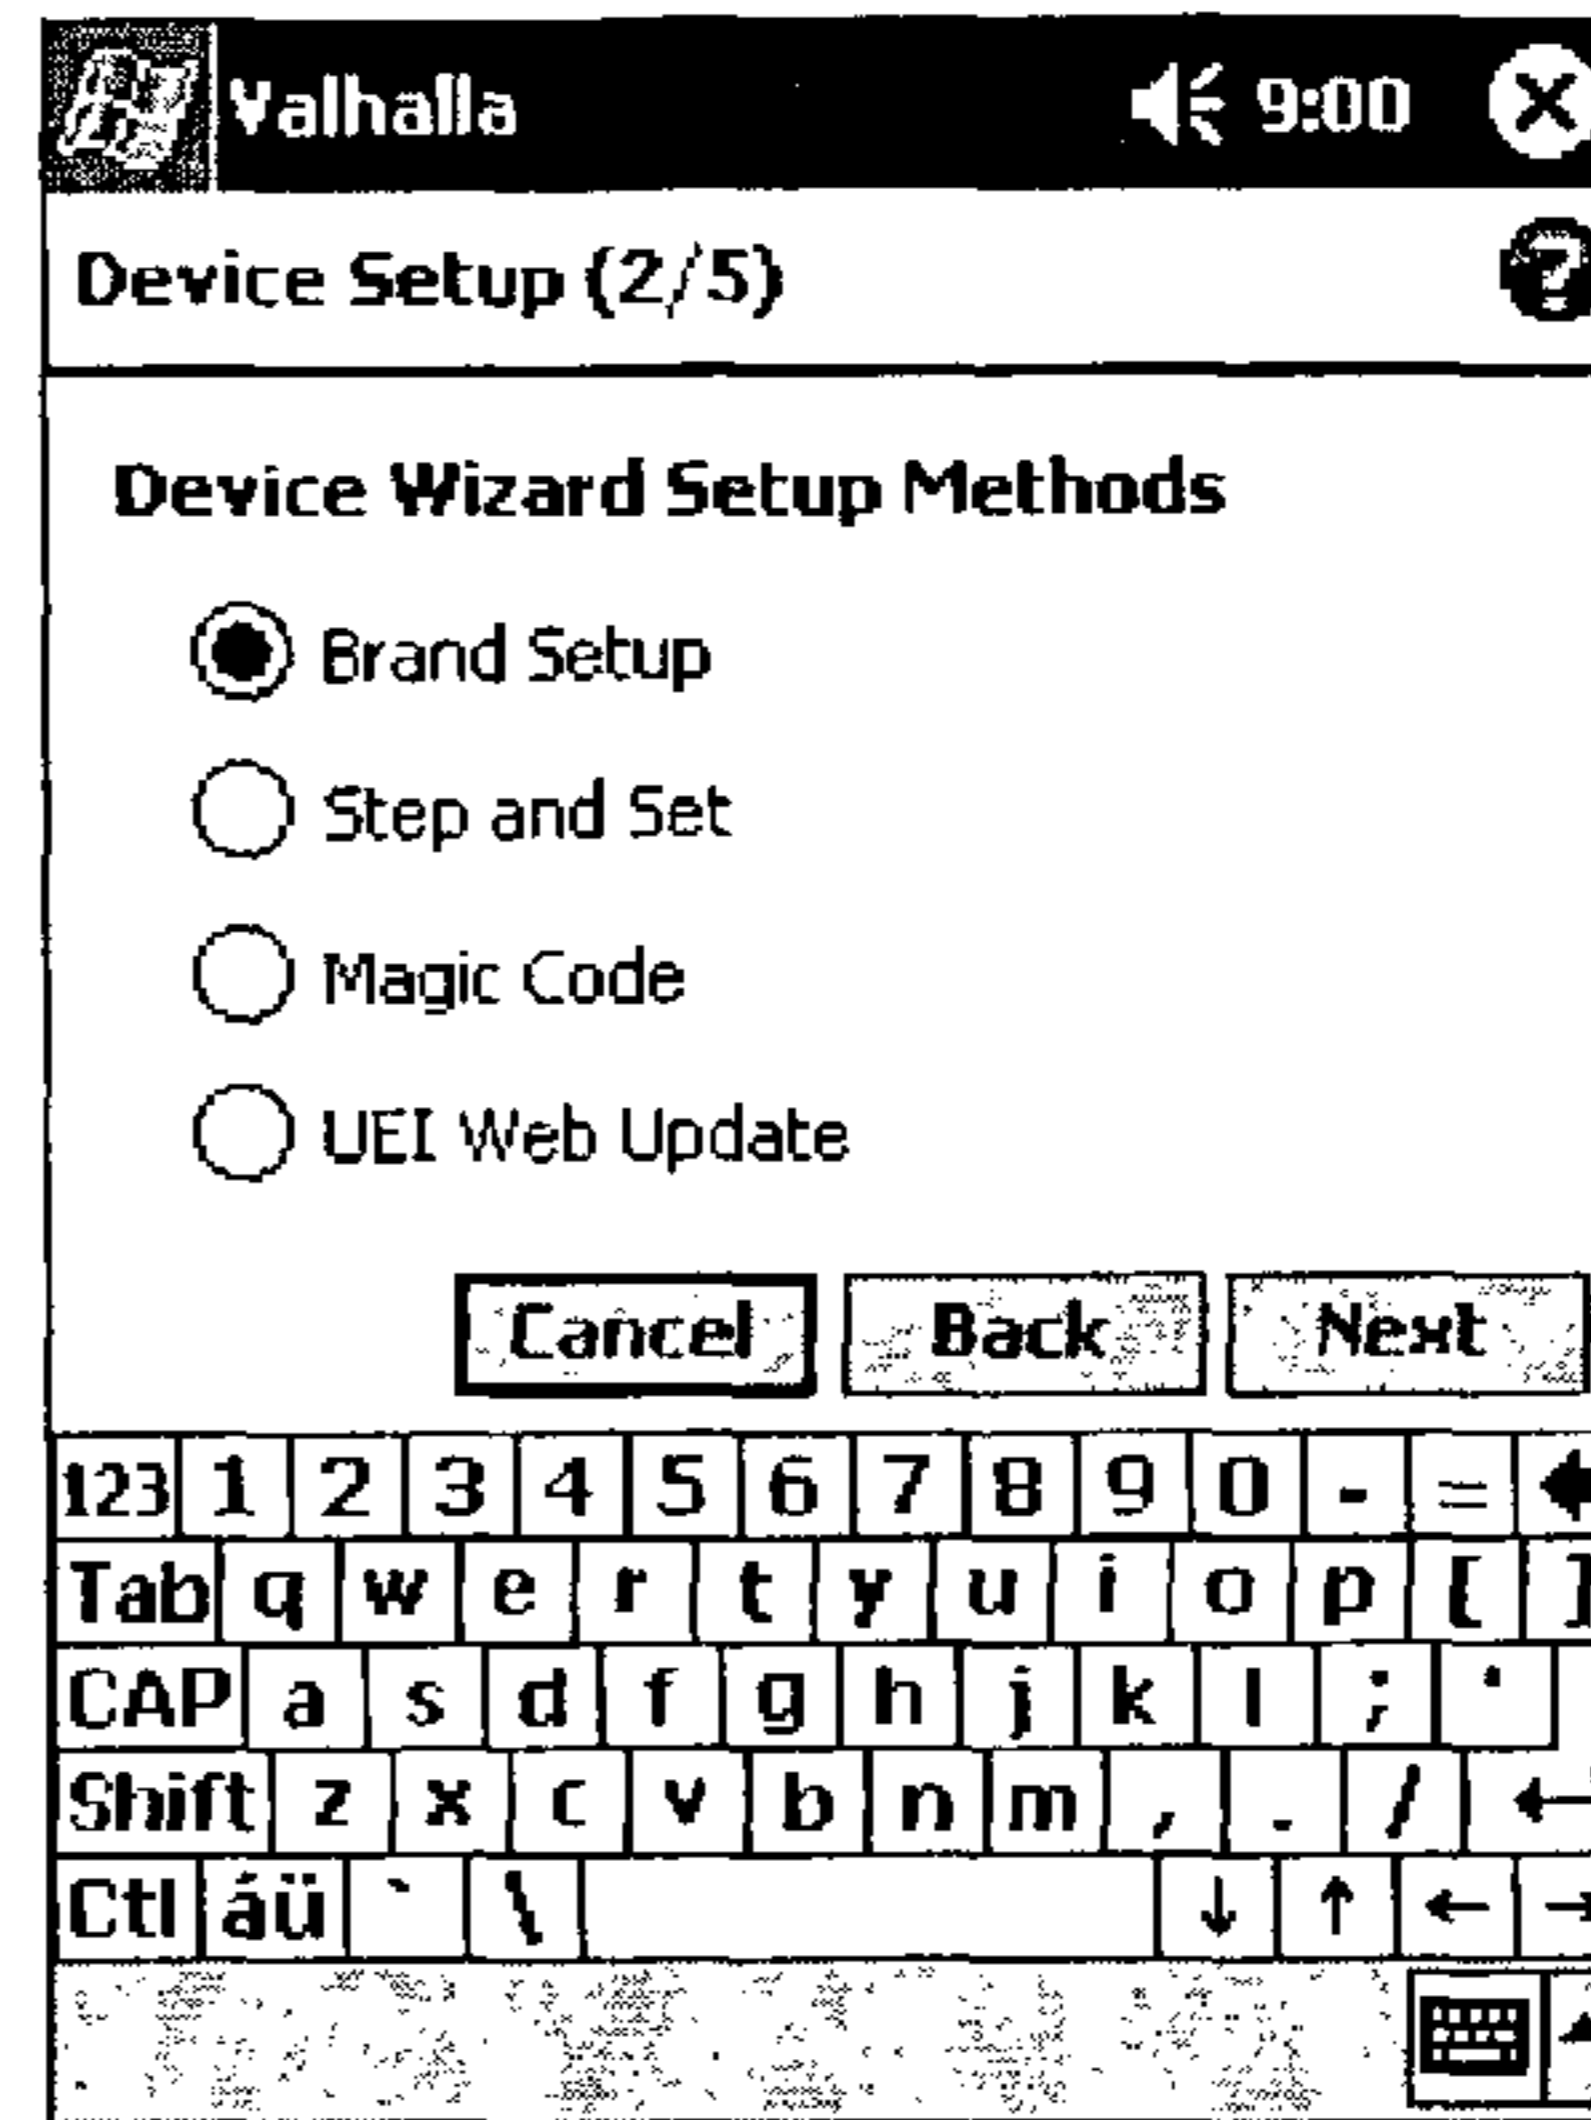 Valhalla 9:00
Device Setup (2/5) ?
Device Wizard Setup Methods
Brand Setup
Step and Set
Magic Code
UEI Web Update
Cancel Back Next
123 1 2 3 4 5 6 7 8 9 0 - = 
Tab q w e r t y u i o p [ ]
CAP a s d f g h j k l ; '
Shift z x c v b n m , . / ←
Ctl áü ` \ ↓ ↑ ← →